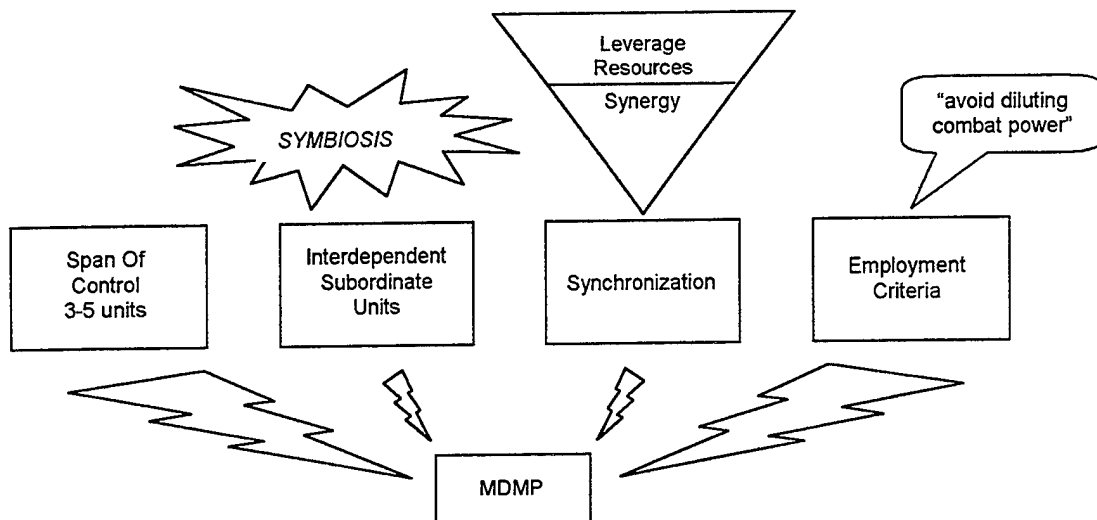 Leverage
Resources
Synergy
SYMBIOSIS
“avoid diluting
combat power”
Span Of
Control
3-5 units
Interdependent
Subordinate
Units
Synchronization
Employment
Criteria
MDMP